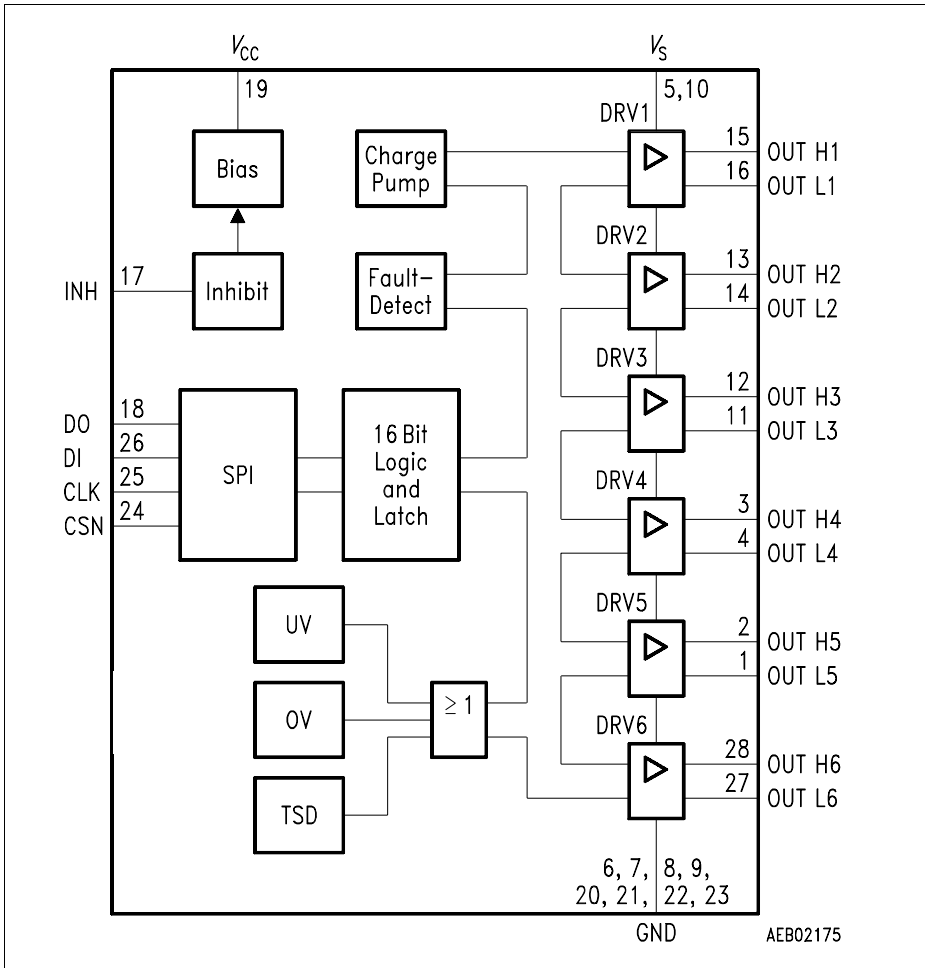 VCC
VS
19
5,10
DRV1
15
OUT H1
Bias
Charge
Pump
16
OUT L1
DRV2
13
OUT H2
INH
17
Inhibit
Fault-
Detect
14
OUT L2
DRV3
12
OUT H3
DO
18
11
OUT L3
DI
26
SPI
16 Bit
Logic
and
Latch
CLK
25
DRV4
3
OUT H4
CSN
24
4
OUT L4
DRV5
UV
2
OUT H5
1
OUT L5
OV
≥ 1
DRV6
28
OUT H6
27
OUT L6
TSD
6, 7,
8, 9,
20, 21,
22, 23
GND
AEB02175